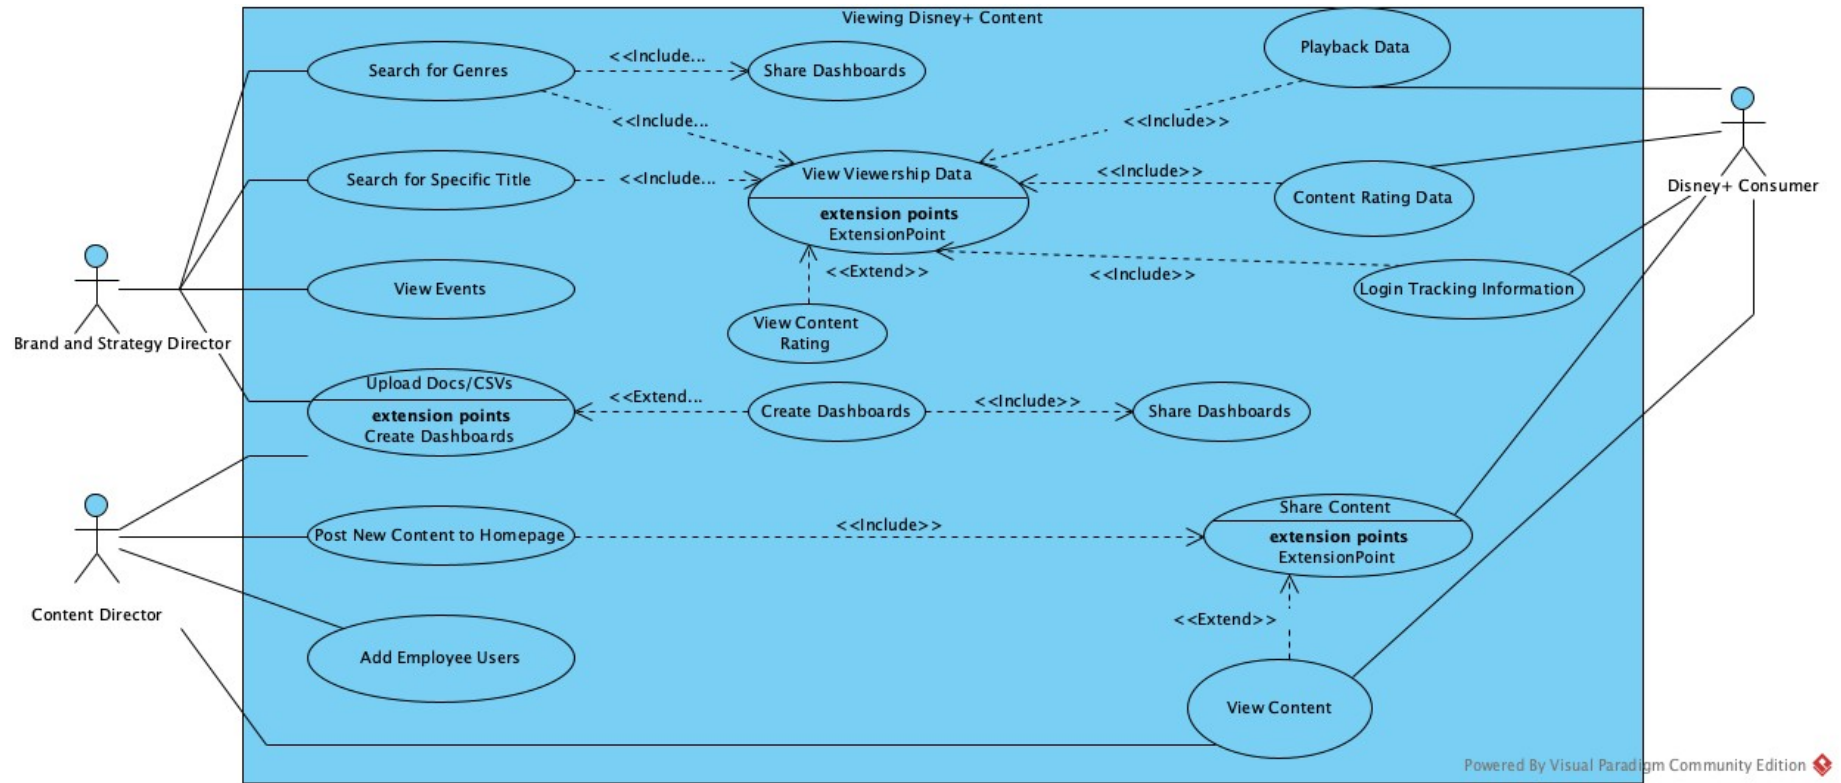 Viewing Disney+ Content
Playback Data
Search for Genres
<<Include...
Share Dashboards
<<Include...
<<Include>>
Disney+ Consumer
Search for Specific Title
<<Include...
View Viewership Data
extension points
ExtensionPoint
<<Include>>
Content Rating Data
<<Extend>>
<<Include>>
View Events
Login Tracking Information
Brand and Strategy Director
View Content
Rating
Upload Docs/CSVs
extension points
Create Dashboards
<<Extend...
Create Dashboards
<<Include>>
Share Dashboards
Post New Content to Homepage
<<Include>>
Share Content
extension points
ExtensionPoint
Content Director
<<Extend>>
Add Employee Users
View Content
Powered By Visual Paradigm Community Edition